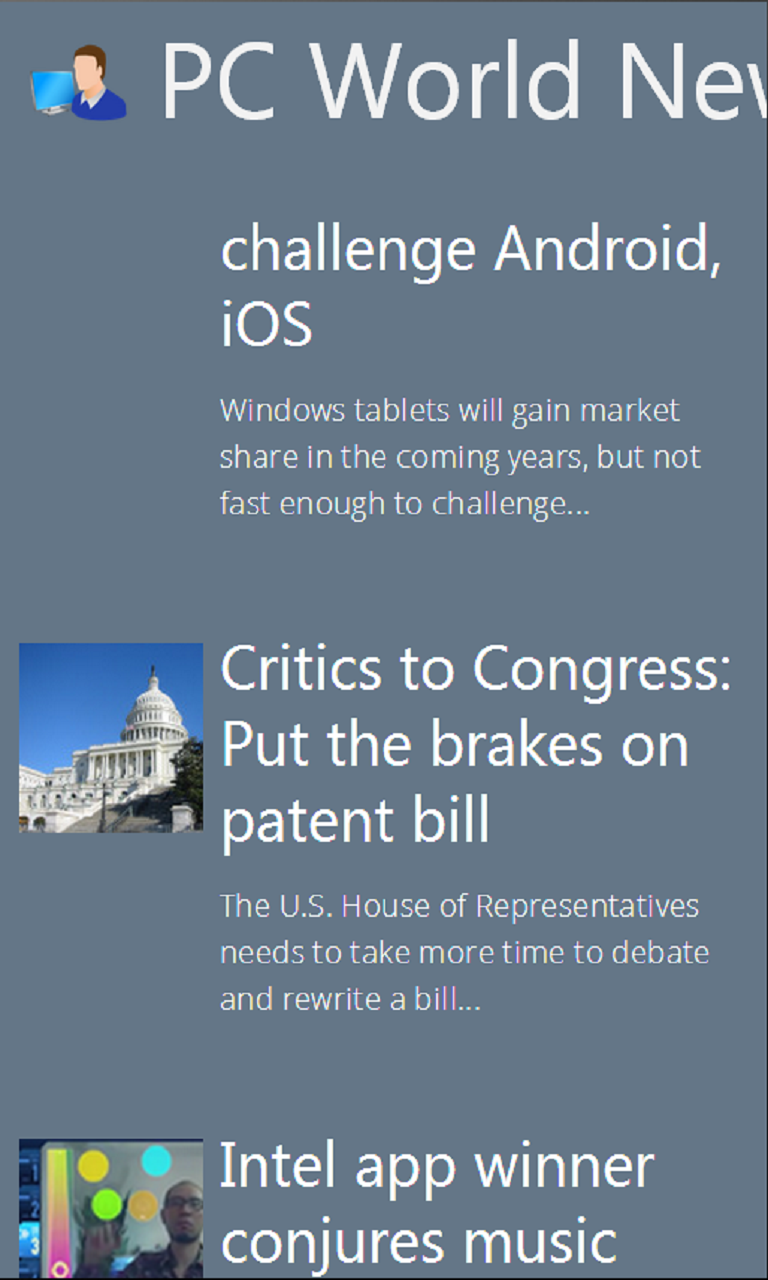 PC World New
challenge Android,
iOS
Windows tablets will gain market
share in the coming years, but not
fast enough to challenge...
Critics to Congress:
Put the brakes on
patent bill
The U.S. House of Representatives
needs to take more time to debate
and rewrite a bill...
Intel app winner
conjures music